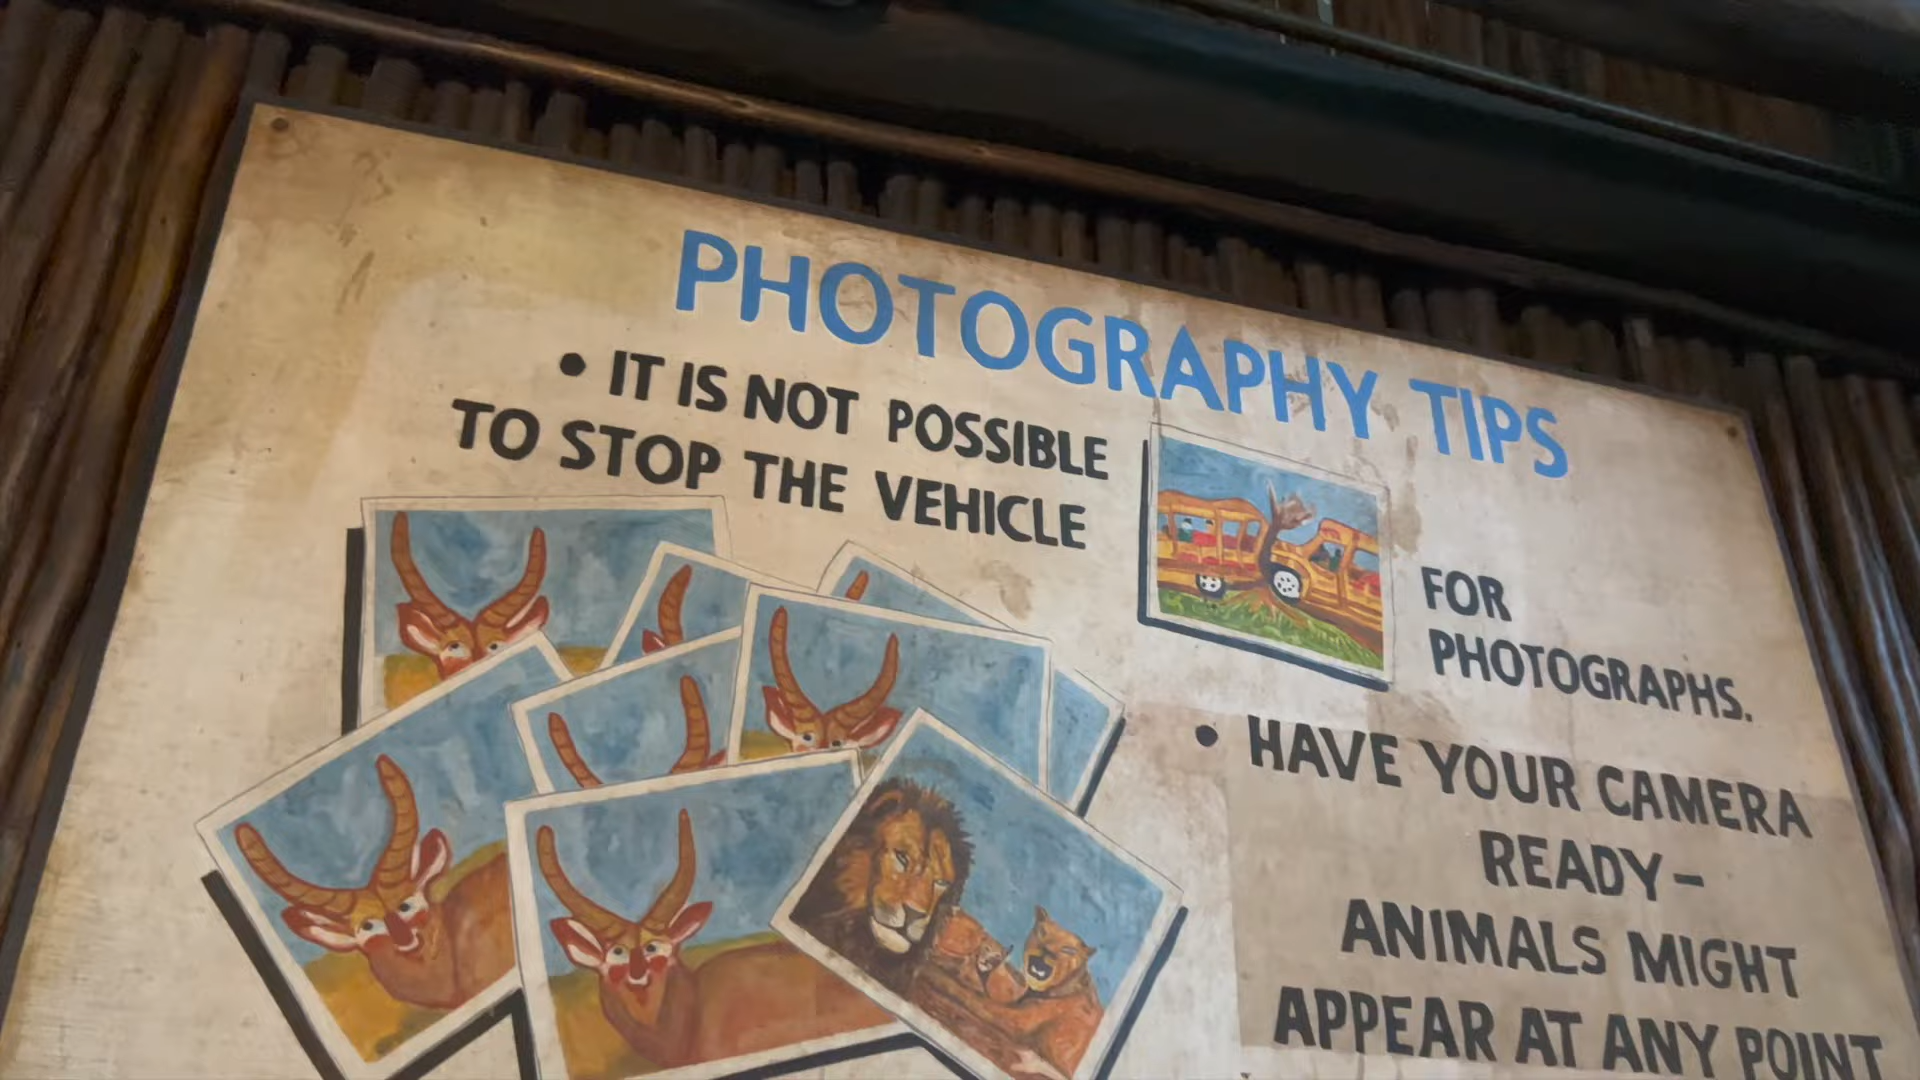 PHOTOGRAPHY TIPS
• IT IS NOT POSSIBLE
TO STOP THE VEHICLE
FOR
PHOTOGRAPHS.
• HAVE YOUR CAMERA
READY–
ANIMALS MIGHT
APPEAR AT ANY POINT